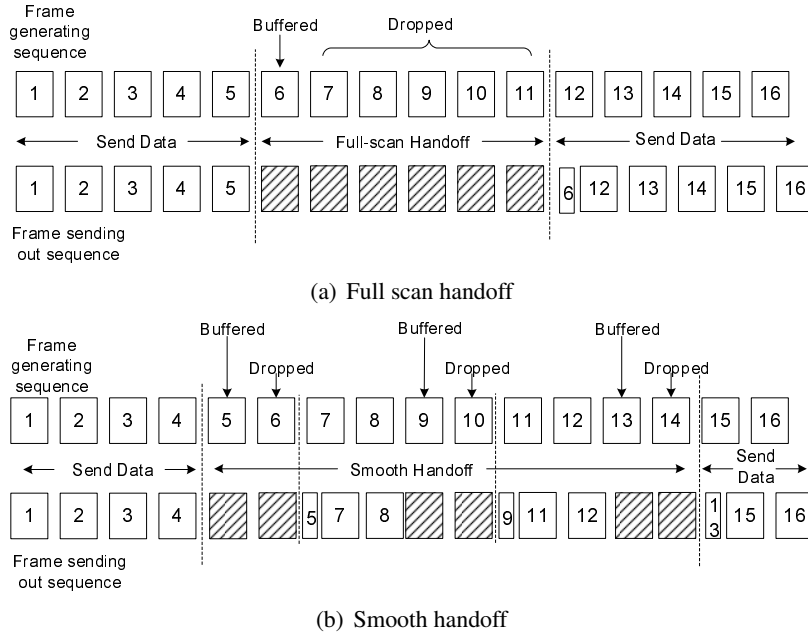 Frame
generating
sequence
Buffered
Dropped
1 2 3 4 5 6 7 8 9 10 11 12 13 14 15 16
Send Data Full-scan Handoff Send Data
1 2 3 4 5 6 12 13 14 15 16
Frame sending
out sequence
(a) Full scan handoff
Frame
generating
sequence
Buffered Buffered Buffered
Dropped Dropped Dropped
1 2 3 4 5 6 7 8 9 10 11 12 13 14 15 16
Send Data Smooth Handoff Send
Data
1 2 3 4 5 7 8 9 11 12 13 15 16
Frame sending
out sequence
(b) Smooth handoff